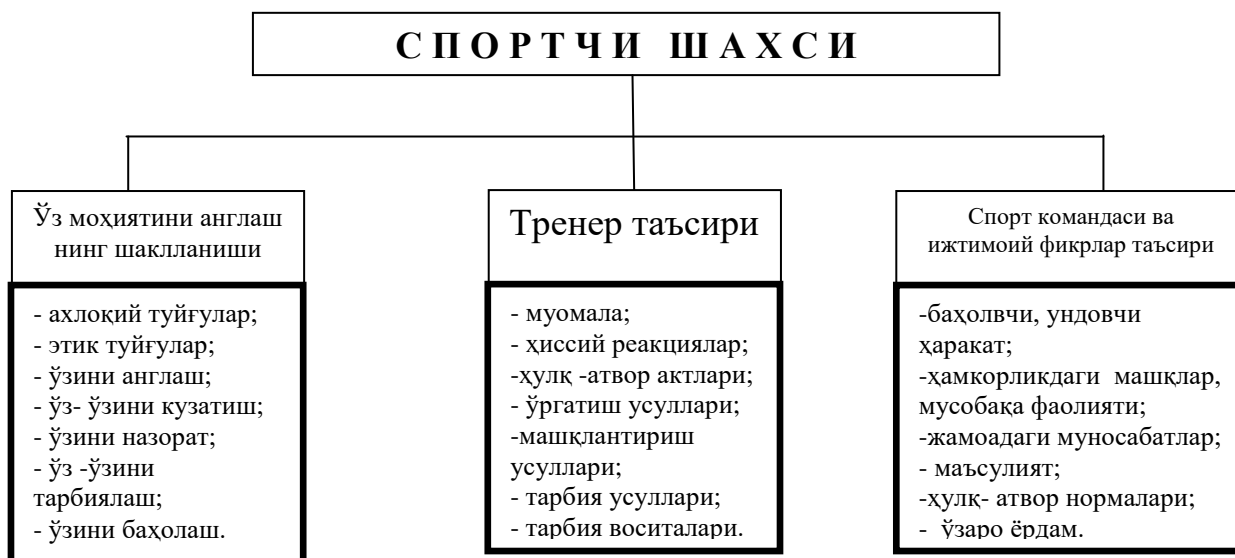 С П О Р Т Ч И Ш А Х С И
Ўз моҳиятини англаш
нинг шаклланиши
- ахлоқий туйғулар;
- этик туйғулар;
- ўзини англаш;
- ўз- ўзини кузатиш;
- ўзини назорат;
- ўз -ўзини
тарбиялаш;
- ўзини баҳолаш.
Тренер таъсири
- муомала;
- ҳиссий реакциялар;
-ҳулқ -атвор актлари;
- ўргатиш усуллари;
-машқлантириш
усуллари;
- тарбия усуллари;
- тарбия воситалари.
Спорт командаси ва
ижтимоий фикрлар таъсири
-баҳолвчи, ундовчи
ҳаракат;
-ҳамкорликдаги машқлар,
мусобақа фаолияти;
-жамоадаги муносабатлар;
- маъсулият;
-ҳулқ- атвор нормалари;
- ўзаро ёрдам.